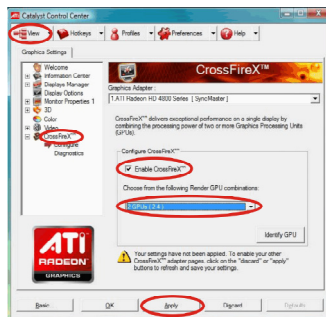 Catalyst Control Center
View Hotkeys Profiles Preferences Help
Graphics Settings
Welcome
Information Center
Displays Manager
Display Options
Monitor Properties 1
3D
Color
Video
CrossFireX™
Configure
Diagnostics
CrossFireX™
Graphics Adapter :
1.ATI Radeon HD 4800 Series [ SyncMaster ]
CrossFireX™ delivers exceptional performance on a single display by
combining the processing power of two or more Graphics Processing Units
(GPUs).
Configure CrossFireX™
Enable CrossFireX™
Choose from the following Render GPU combinations:
2 GPUs ( 2 4 )
Identify GPU
Your settings have not been applied. To enable your other
CrossFireX™ adapter pages, click on the "discard" or "apply"
buttons to refresh and save your settings.
ATI
RADEON
GRAPHICS
Basic OK Apply Discard Defaults